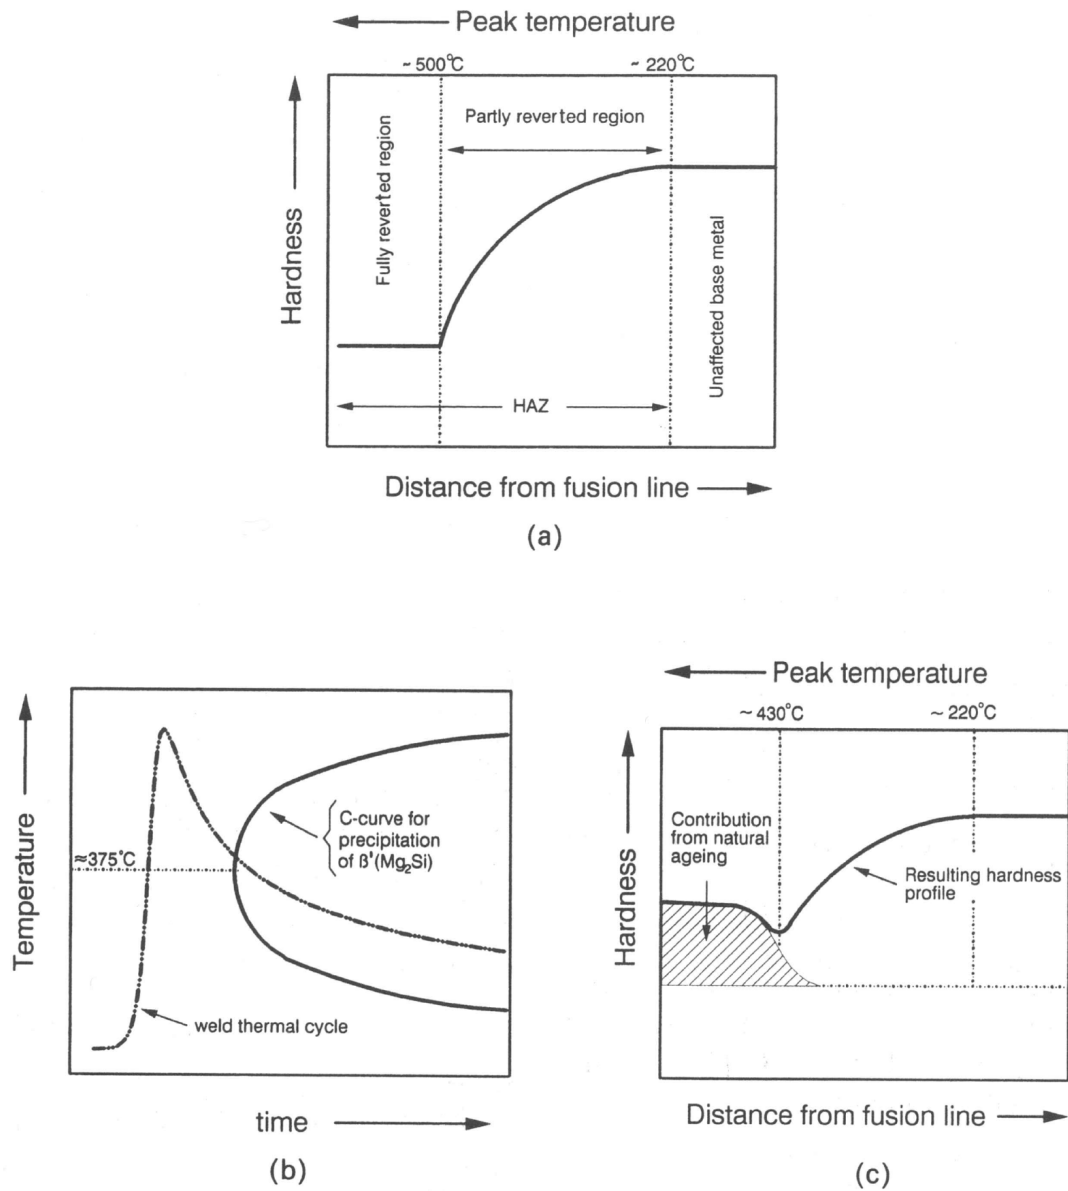 Peak temperature
~ 500°C
~ 220°C
Hardness
Fully reverted region
Partly reverted region
Unaffected base metal
HAZ
Distance from fusion line
(a)
Temperature
≈375°C
C-curve for
precipitation
of β'(Mg₂Si)
weld thermal cycle
time
(b)
Peak temperature
~ 430°C
~ 220°C
Hardness
Contribution
from natural
ageing
Resulting hardness
profile
Distance from fusion line
(c)